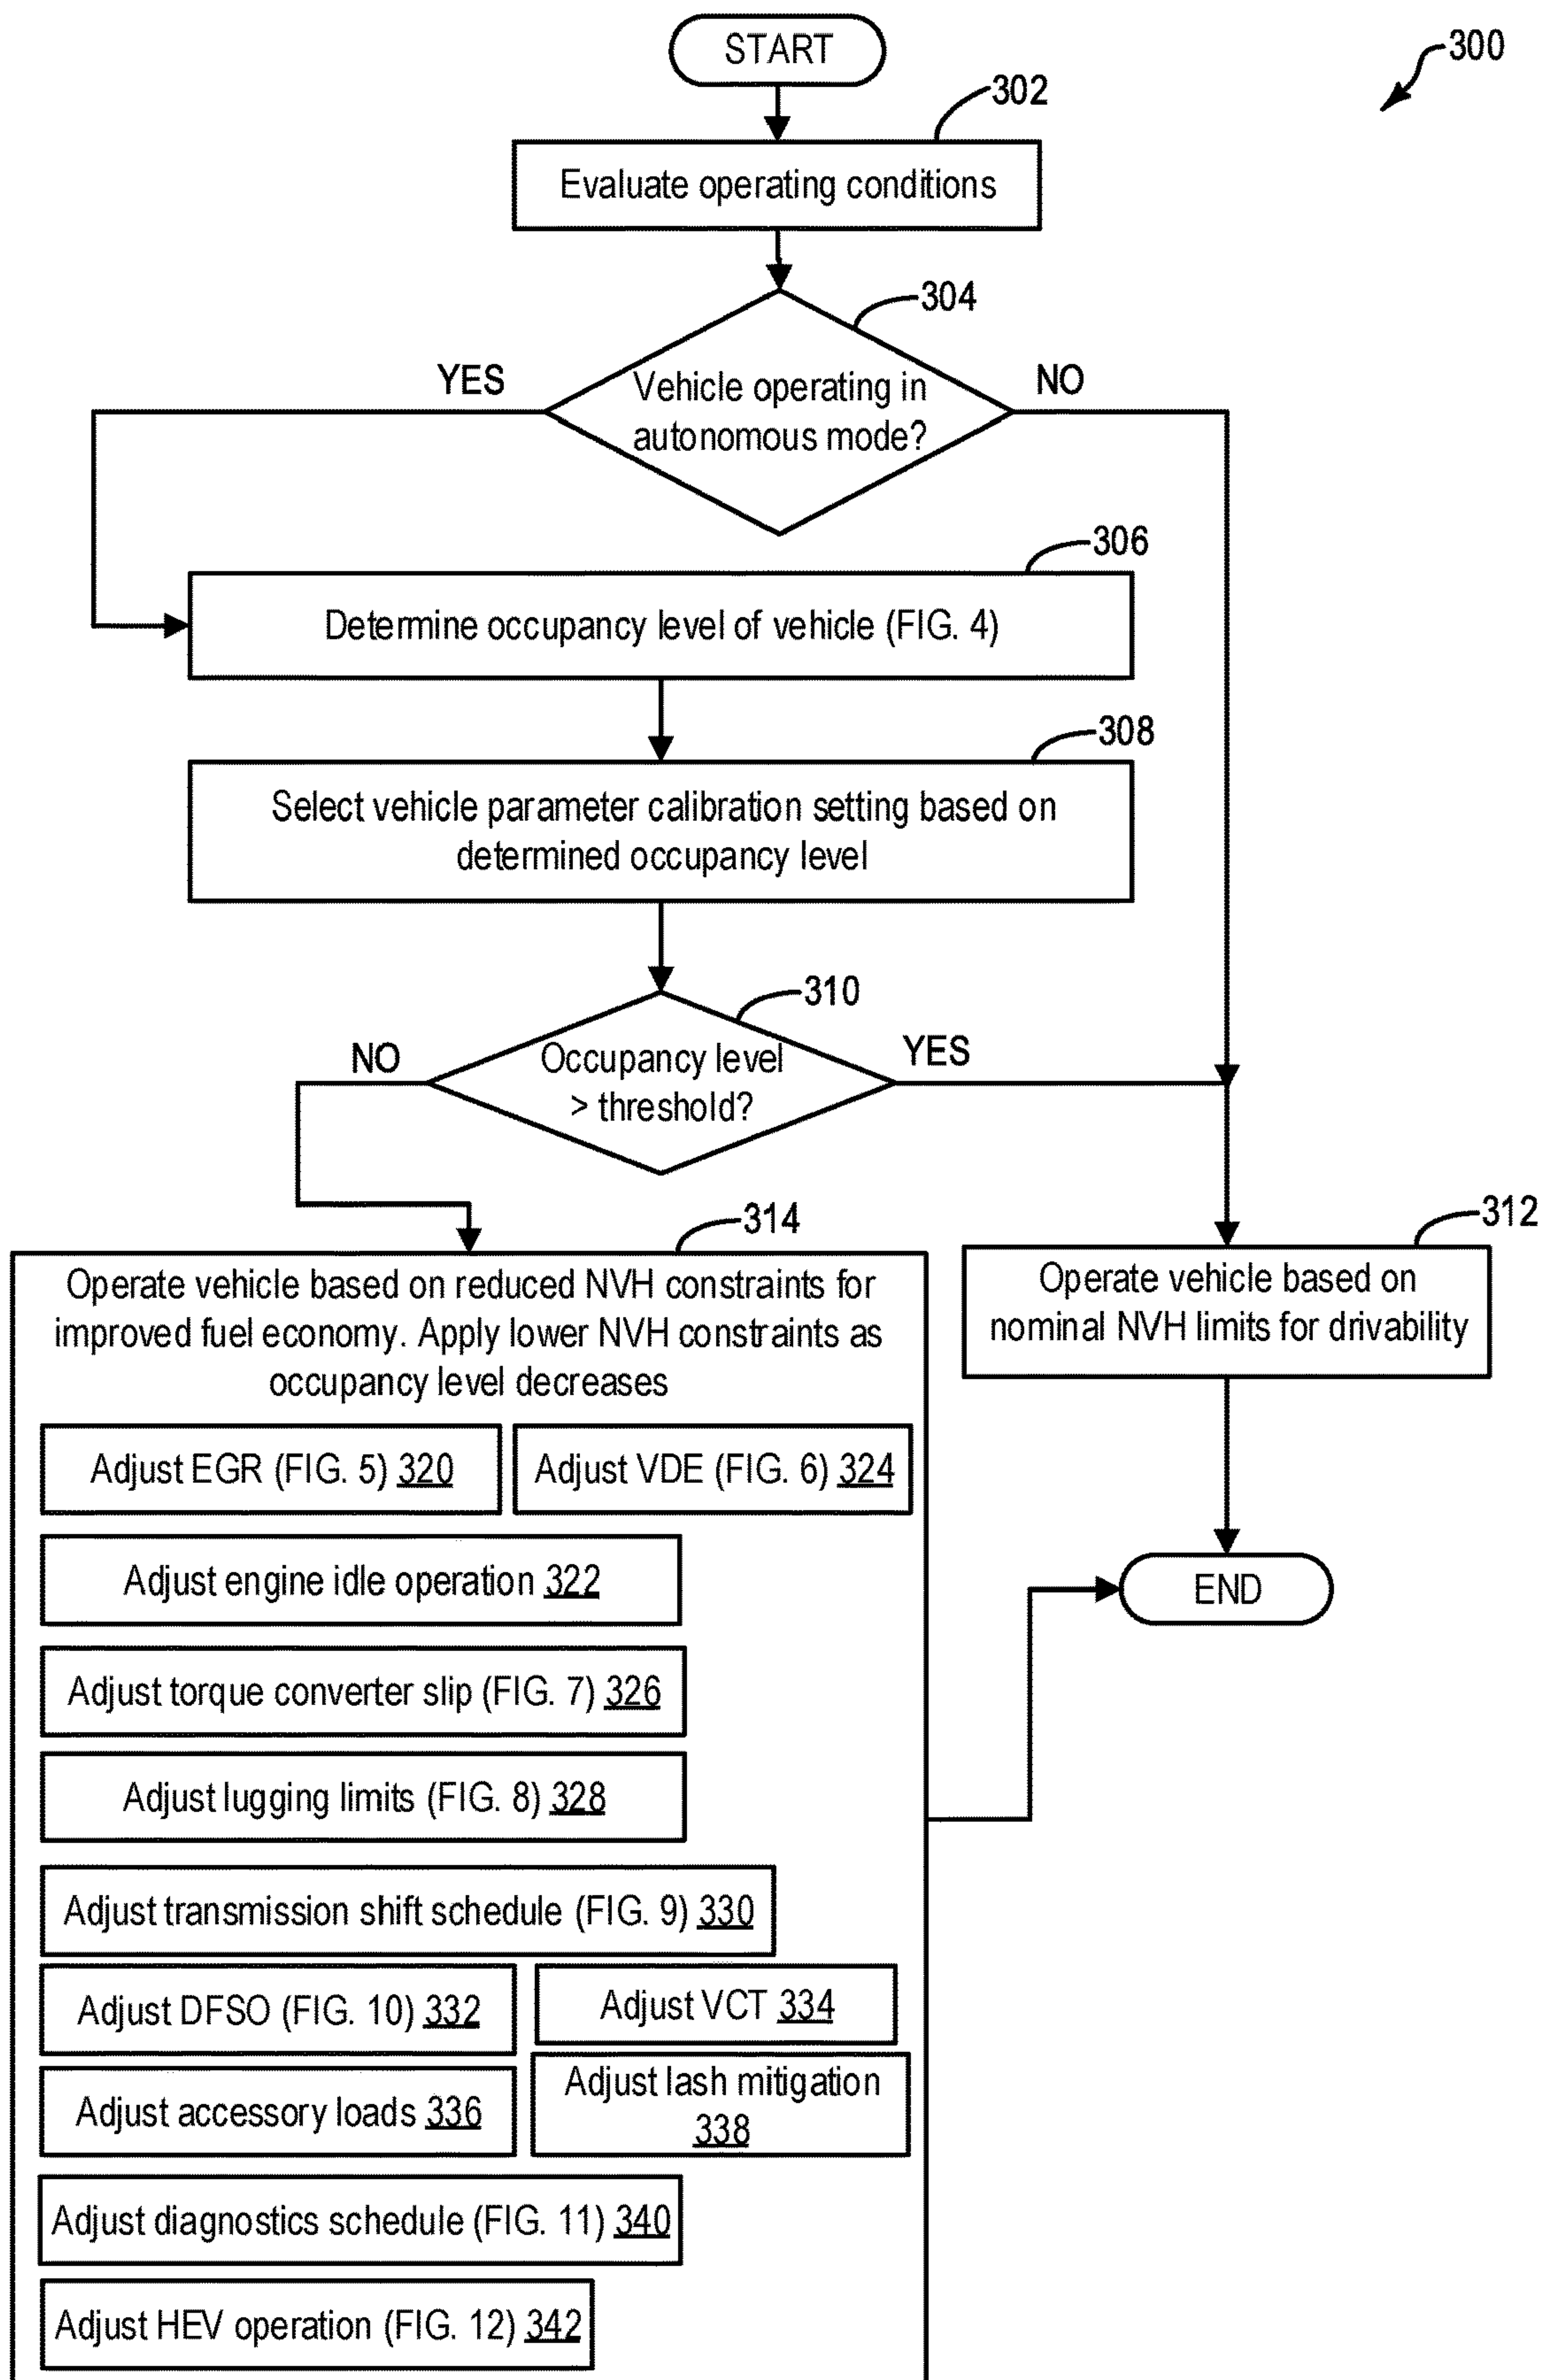 START
300
302
Evaluate operating conditions
304
YES
NO
Vehicle operating in
autonomous mode?
306
Determine occupancy level of vehicle (FIG. 4)
308
Select vehicle parameter calibration setting based on
determined occupancy level
310
NO
YES
Occupancy level
> threshold?
314
312
Operate vehicle based on reduced NVH constraints for
improved fuel economy. Apply lower NVH constraints as
occupancy level decreases
Operate vehicle based on
nominal NVH limits for drivability
Adjust EGR (FIG. 5) 320
Adjust VDE (FIG. 6) 324
Adjust engine idle operation 322
END
Adjust torque converter slip (FIG. 7) 326
Adjust lugging limits (FIG. 8) 328
Adjust transmission shift schedule (FIG. 9) 330
Adjust DFSO (FIG. 10) 332
Adjust VCT 334
Adjust accessory loads 336
Adjust lash mitigation
338
Adjust diagnostics schedule (FIG. 11) 340
Adjust HEV operation (FIG. 12) 342